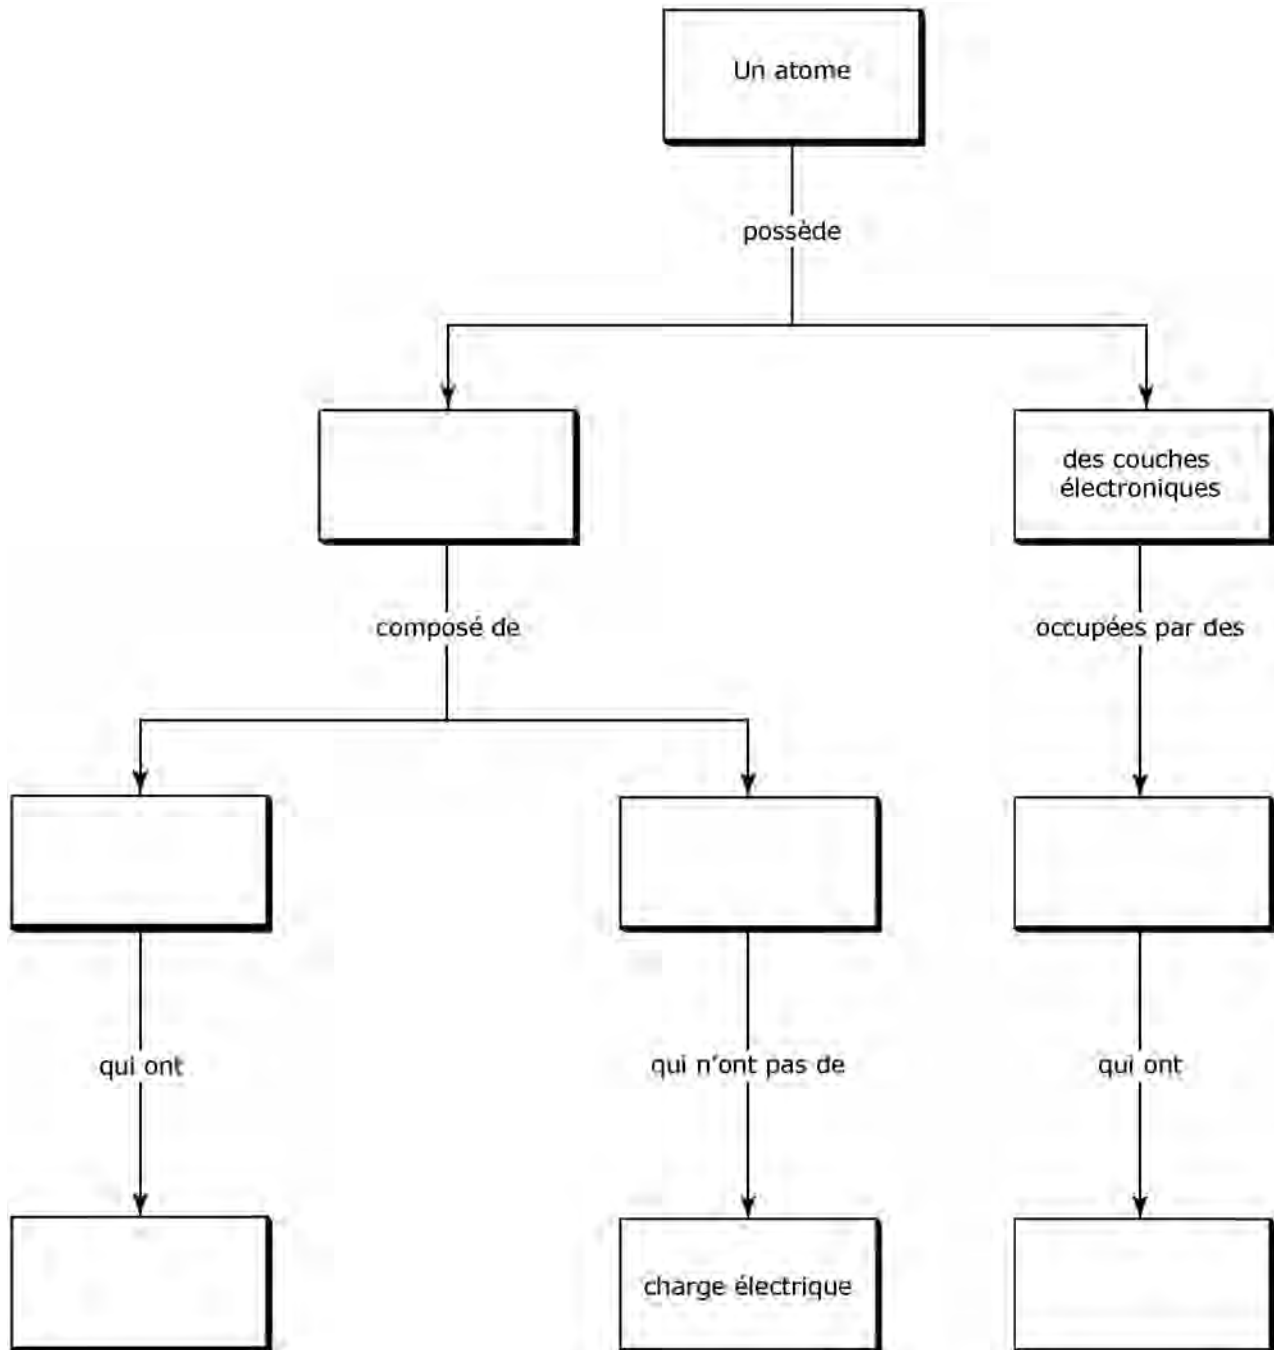 Un atome
possède
des couches
électroniques
composé de
occupées par des
qui ont
qui n'ont pas de
qui ont
charge électrique